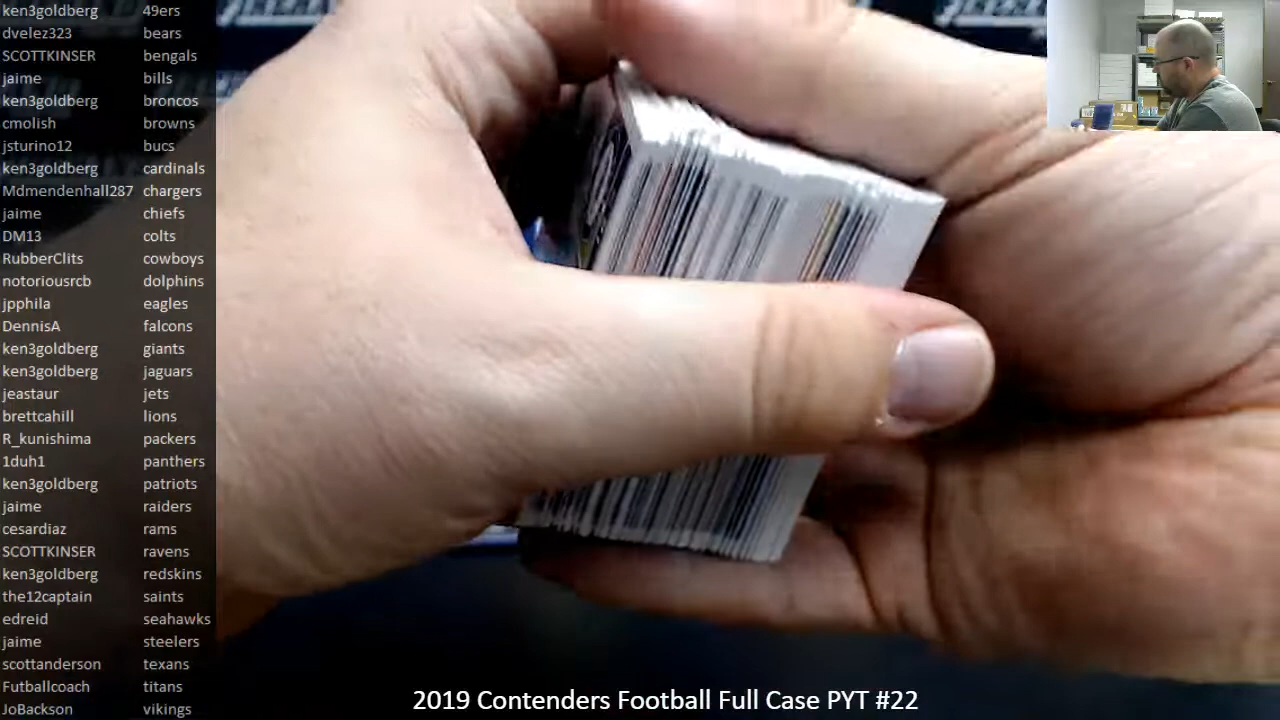 ken3goldberg 49ers
dvelez323 bears
SCOTTKINSER bengals
jaime bills
ken3goldberg broncos
cmolish browns
jsturino12 bucs
ken3goldberg cardinals
Mdmendenhall287 chargers
jaime chiefs
DM13 colts
RubberClits cowboys
notoriousrcb dolphins
jpphila eagles
DennisA falcons
ken3goldberg giants
ken3goldberg jaguars
jeastaur jets
brettcahill lions
R_kunishima packers
1duh1 panthers
ken3goldberg patriots
jaime raiders
cesardiaz rams
SCOTTKINSER ravens
ken3goldberg redskins
the12captain saints
edreid seahawks
jaime steelers
scottanderson texans
Futballcoach titans
JoBackson vikings
2019 Contenders Football Full Case PYT #22